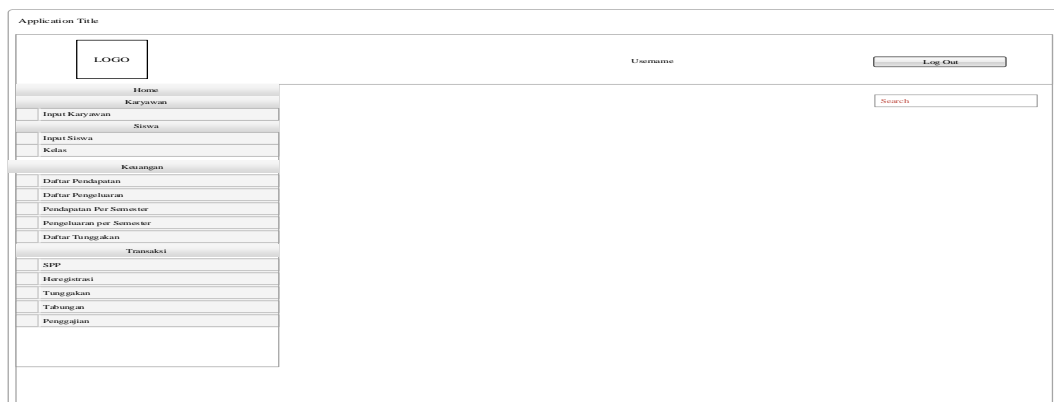 Application Title
LOGO
Username
Log Out
Home
Search
Karyawan
Input Karyawan
Siswa
Input Siswa
Kelas
Keuangan
Daftar Pendapatan
Daftar Pengeluaran
Pendapatan Per Semester
Pengeluaran per Semester
Daftar Tunggakan
Transaksi
SPP
Heregistrasi
Tunggakan
Tabungan
Penggajian